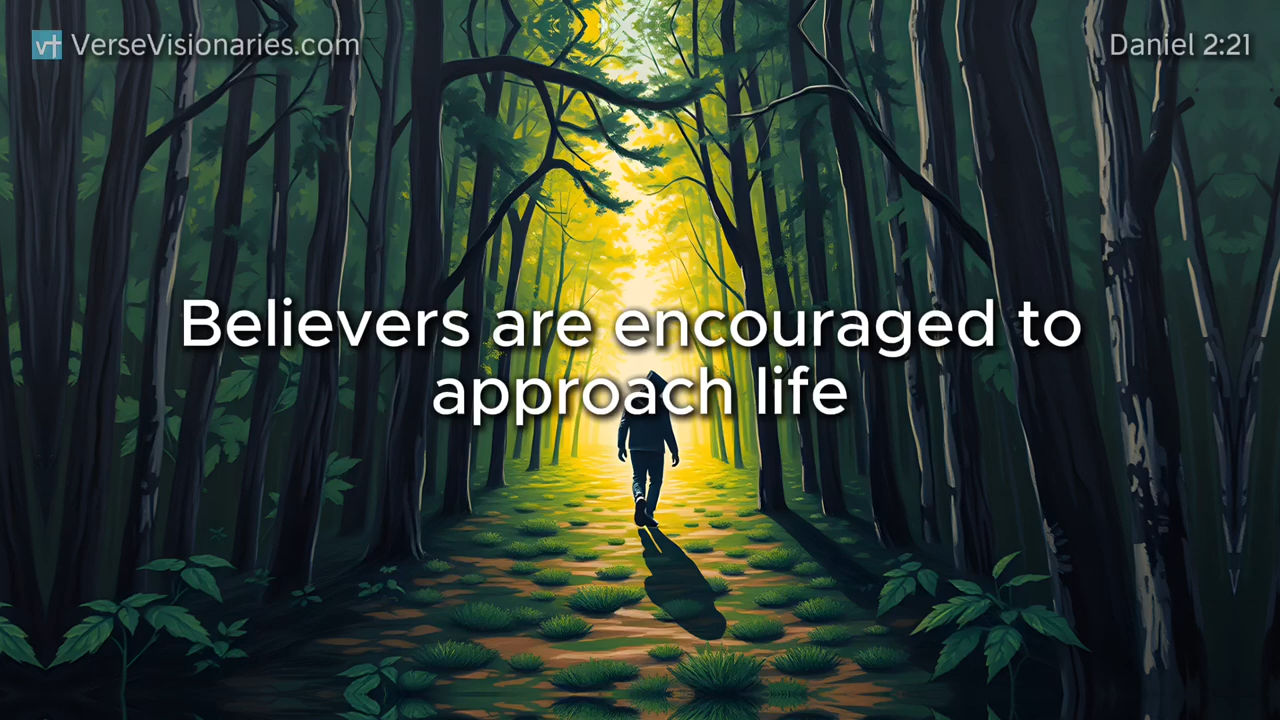 VerseVisionaries.com
Daniel 2:21
Believers are encouraged to
approach life